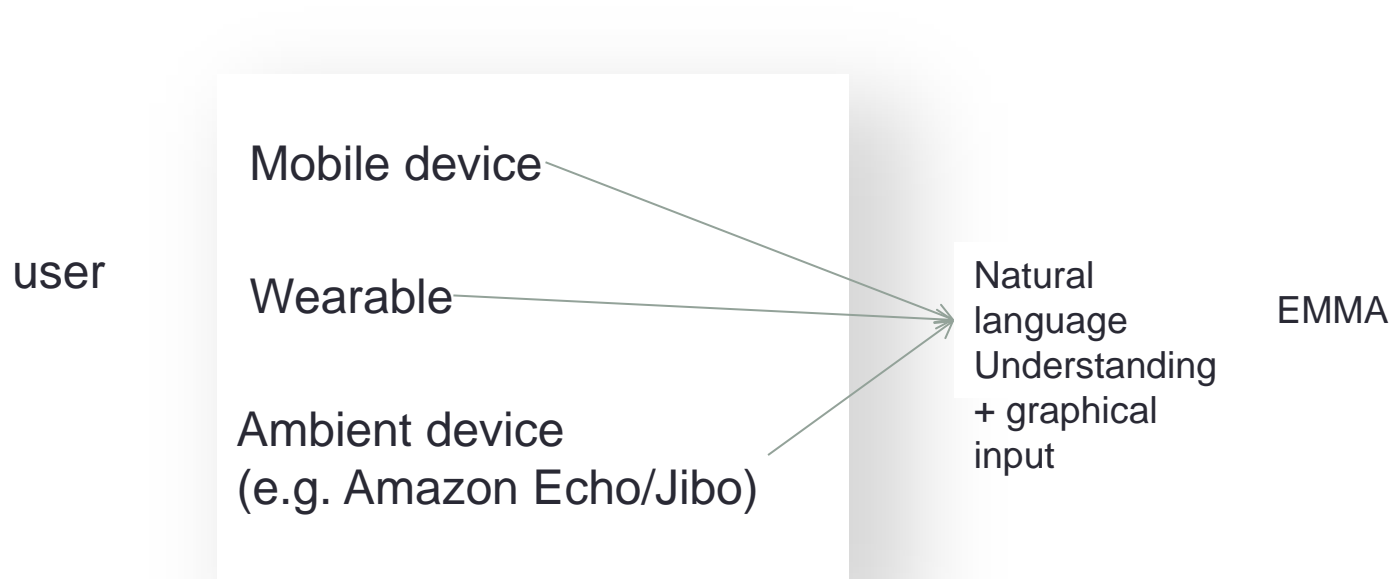 user
Mobile device
Wearable
Ambient device
(e.g. Amazon Echo/Jibo)
Natural
language
Understanding
+ graphical
input
EMMA